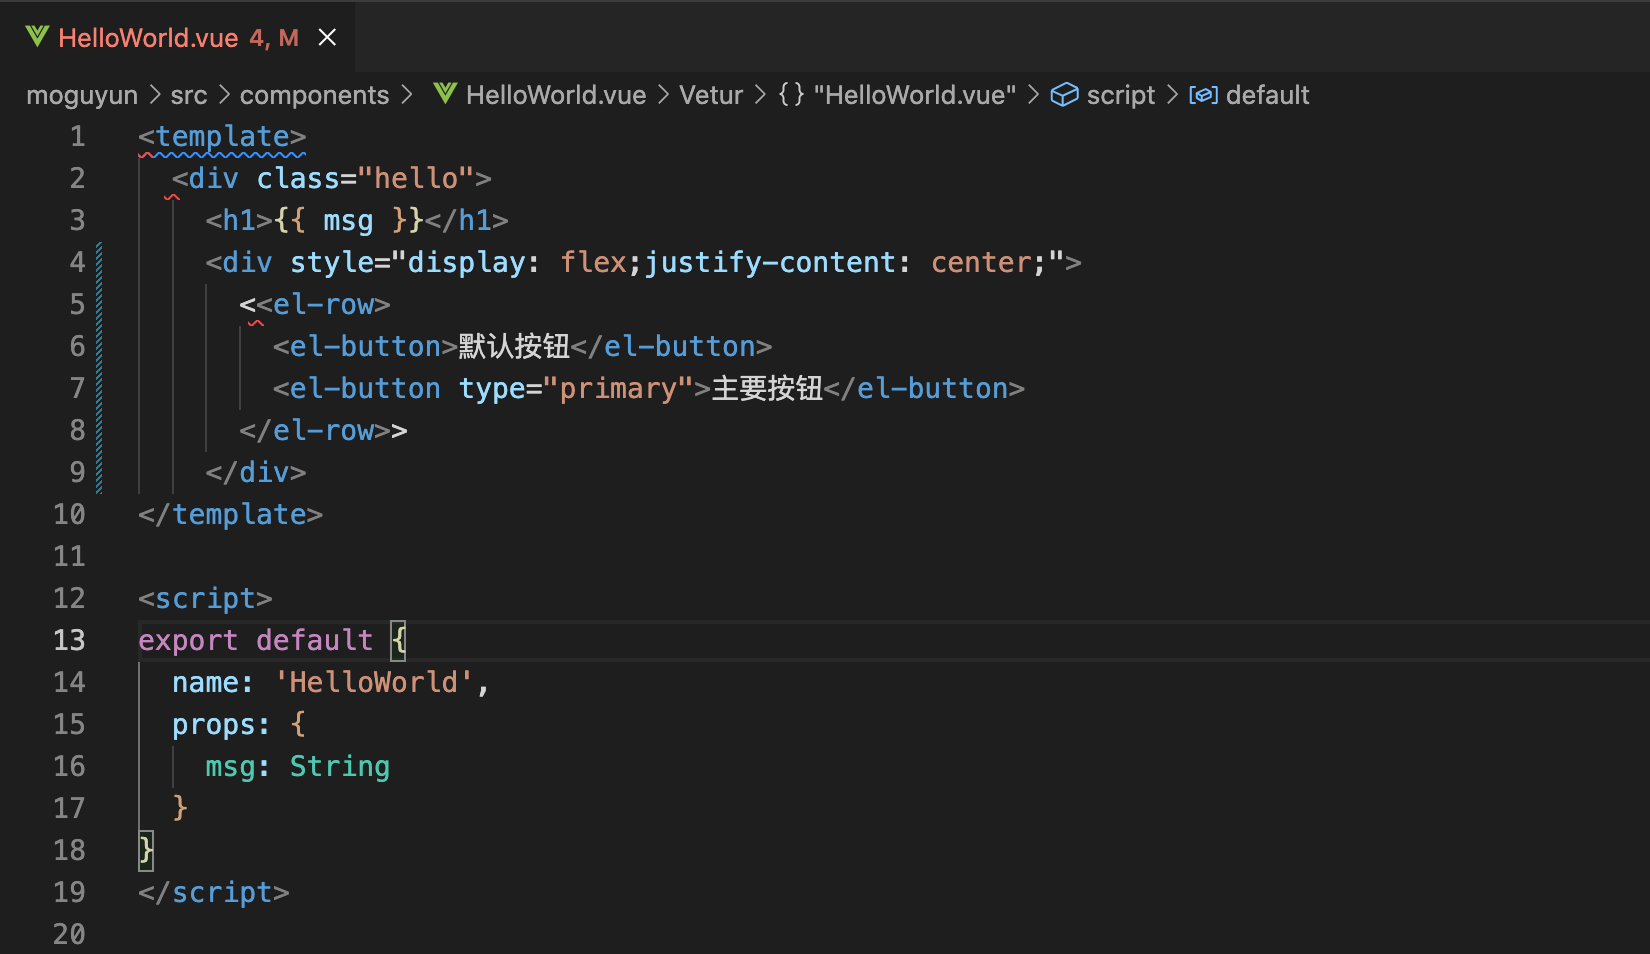 HelloWorld.vue 4, M
moguyun > src > components > HelloWorld.vue > Vetur > {} "HelloWorld.vue" > script > default
1 <template>
2 <div class="hello">
3 <h1>{{ msg }}</h1>
4 <div style="display: flex;justify-content: center;">
5 <<el-row>
6 <el-button>默认按钮</el-button>
7 <el-button type="primary">主要按钮</el-button>
8 </el-row>>
9 </div>
10 </template>
11
12 <script>
13 export default {
14 name: 'HelloWorld',
15 props: {
16 msg: String
17 }
18 }
19 </script>
20